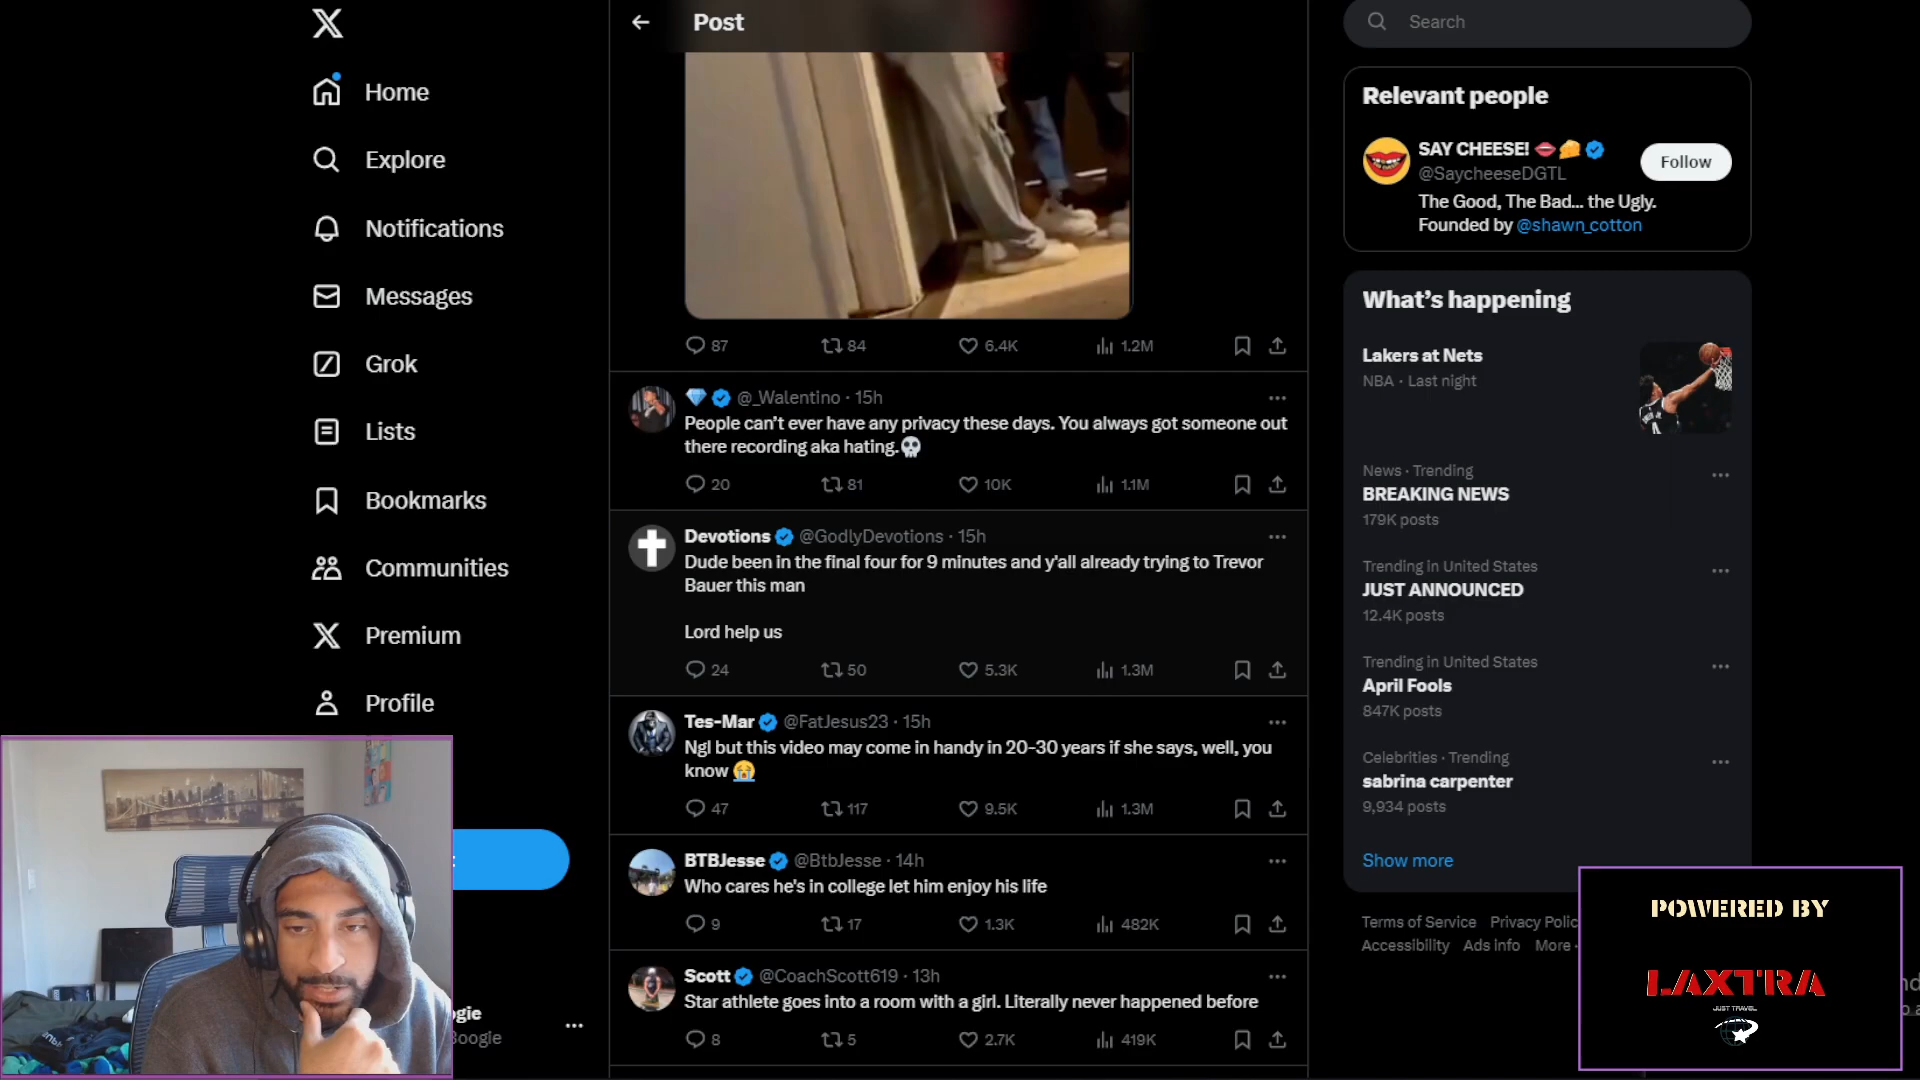 Home
Explore
Notifications
Messages
Grok
Lists
Bookmarks
Communities
Premium
Profile
Post
87 84 6.4K 1.2M
@_Walentino · 15h
People can't ever have any privacy these days. You always got someone out
there recording aka hating.💀
20 81 10K 1.1M
Devotions @GodlyDevotions · 15h
Dude been in the final four for 9 minutes and y'all already trying to Trevor
Bauer this man
Lord help us
24 50 5.3K 1.3M
Tes-Mar @FatJesus23 · 15h
Ngl but this video may come in handy in 20-30 years if she says, well, you
know 😭
47 117 9.5K 1.3M
BTBJesse @BtbJesse · 14h
Who cares he's in college let him enjoy his life
9 17 1.3K 482K
Scott @CoachScott619 · 13h
Star athlete goes into a room with a girl. Literally never happened before
8 5 2.7K 419K
Search
Relevant people
SAY CHEESE! 👄🧀
@SaycheeseDGTL
Follow
The Good, The Bad... the Ugly.
Founded by @shawn_cotton
What's happening
Lakers at Nets
NBA · Last night
News · Trending
BREAKING NEWS
179K posts
Trending in United States
JUST ANNOUNCED
12.4K posts
Trending in United States
April Fools
847K posts
Celebrities · Trending
sabrina carpenter
9,934 posts
Show more
Terms of Service Privacy Polic
Accessibility Ads info More
POWERED BY
LAXTRA
JUST TRAVEL
ogie
Boogie